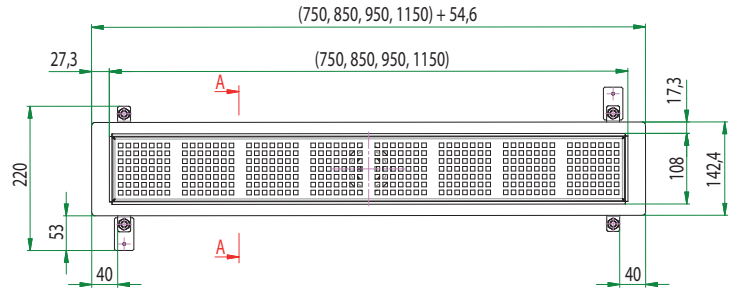 (750, 850, 950, 1150) + 54,6
27,3
(750, 850, 950, 1150)
A
17,3
220
108
142,4
53
A
40
40